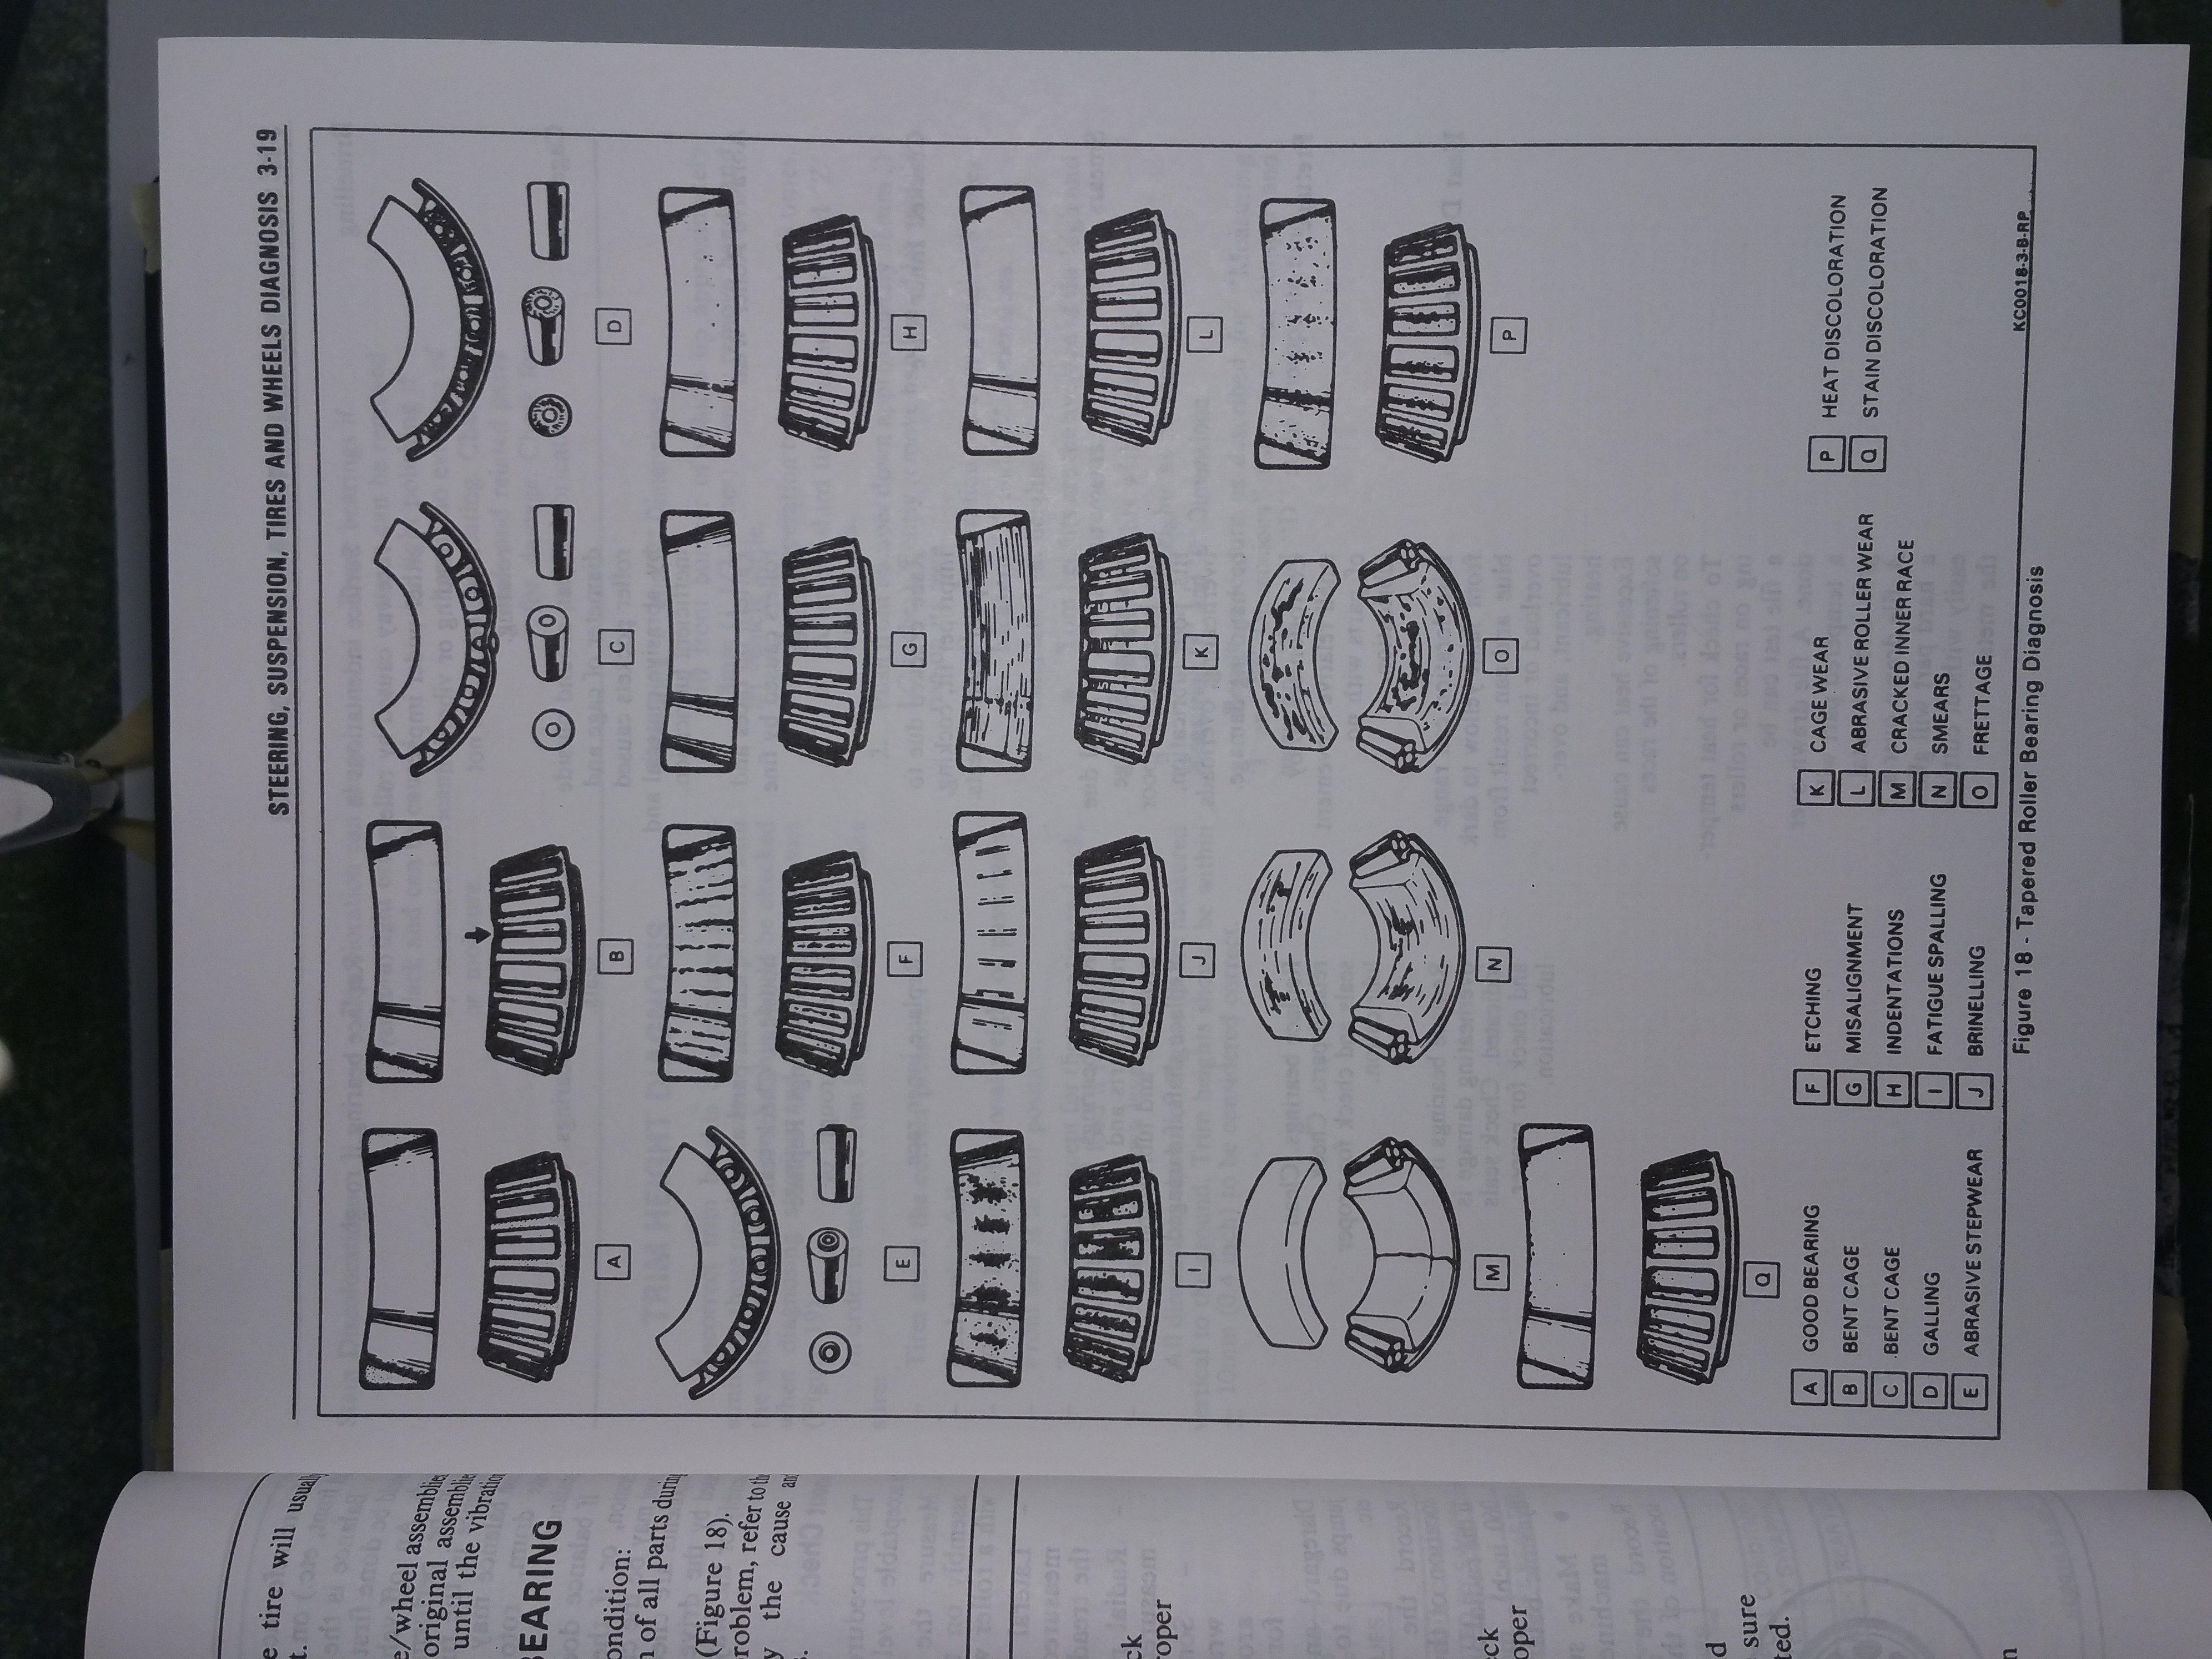 STEERING, SUSPENSION, TIRES AND WHEELS DIAGNOSIS 3-19
A
B
C
D
E
F
G
H
I
J
K
L
M
N
O
P
Q
A GOOD BEARING
B BENT CAGE
C BENT CAGE
D GALLING
E ABRASIVE STEPWEAR
F ETCHING
G MISALIGNMENT
H INDENTATIONS
I FATIGUE SPALLING
J BRINELLING
K CAGE WEAR
L ABRASIVE ROLLER WEAR
M CRACKED INNER RACE
N SMEARS
O FRETTAGE
P HEAT DISCOLORATION
Q STAIN DISCOLORATION
KC0018-3-B-RP
Figure 18 - Tapered Roller Bearing Diagnosis
e tire will usually
t.
e/wheel assemblies
original assemblies
until the vibration
BEARING
ondition:
n of all parts during
(Figure 18).
roblem, refer to the
y the cause and
s.
ck
roper
eck
oper
d
sure
ted.
n